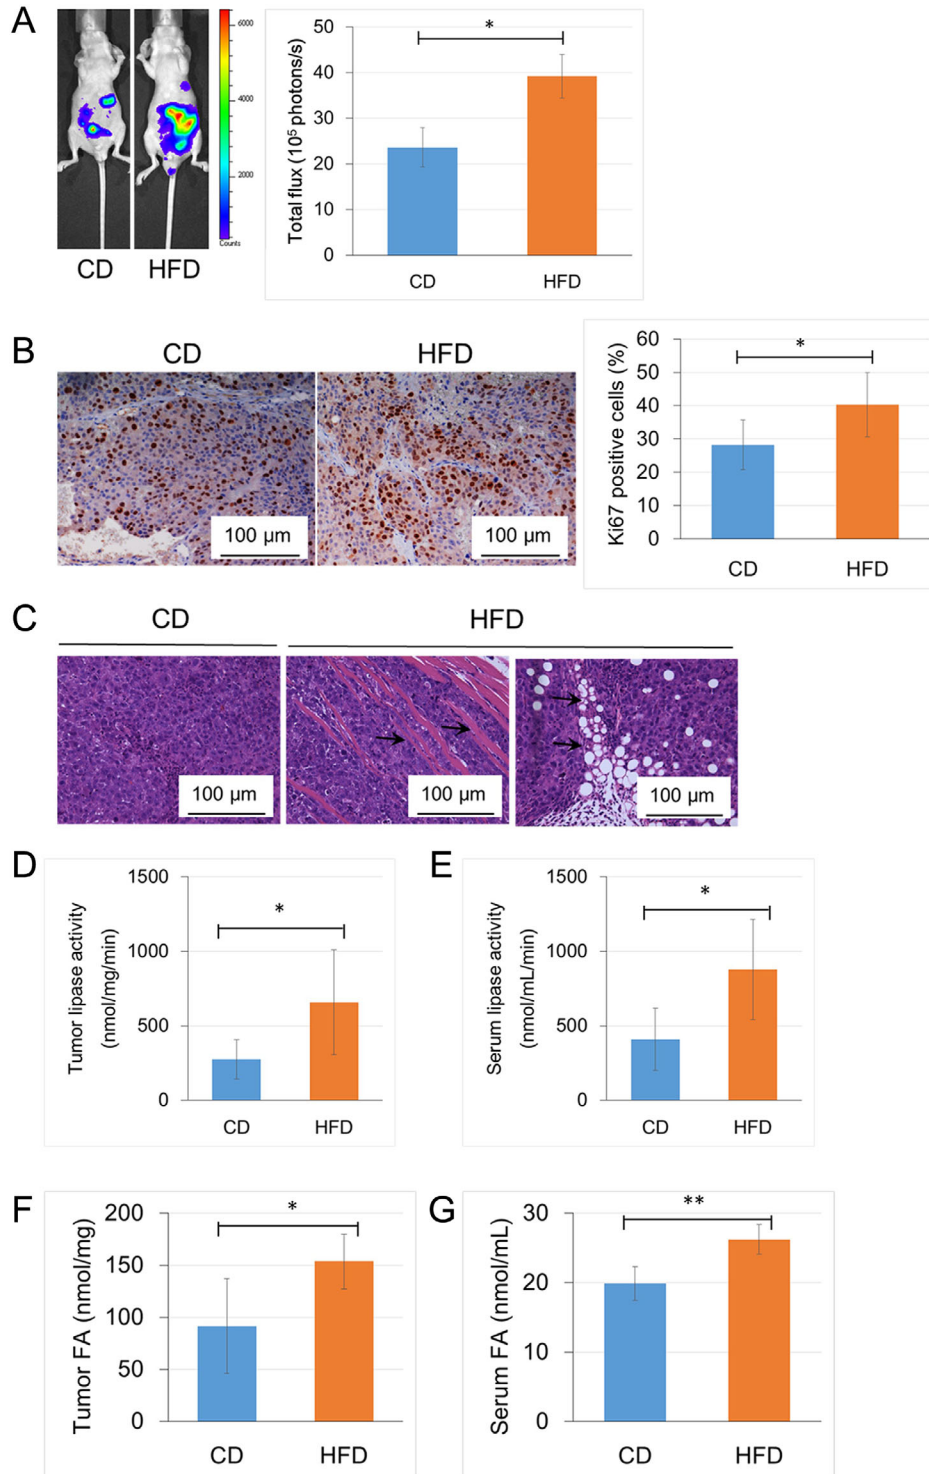 A
6000
4000
2000
Counts
CD HFD
Total flux (10⁵ photons/s)
50
40
30
20
10
0
*
CD HFD
B
CD HFD
100 µm 100 µm
Ki67 positive cells (%)
60
50
40
30
20
10
0
*
CD HFD
C
CD HFD
100 µm 100 µm 100 µm
D
Tumor lipase activity
(nmol/mg/min)
1500
1000
500
0
*
CD HFD
E
Serum lipase activity
(nmol/mL/min)
1500
1000
500
0
*
CD HFD
F
Tumor FA (nmol/mg)
200
150
100
50
0
*
CD HFD
G
Serum FA (nmol/mL)
30
20
10
0
**
CD HFD